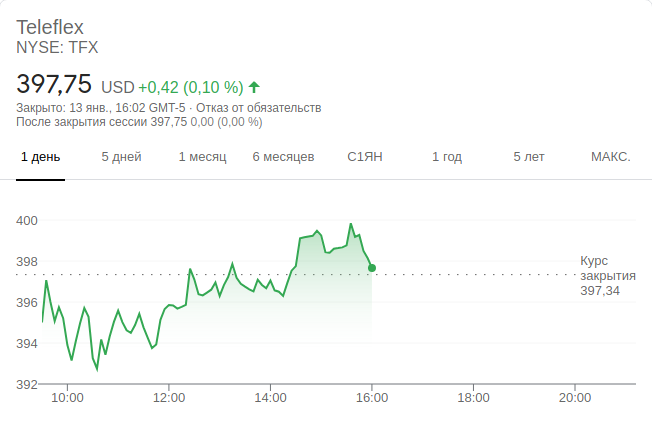 Teleflex
NYSE: TFX
397,75 USD +0,42 (0,10 %)
Закрыто: 13 янв., 16:02 GMT-5 · Отказ от обязательств
После закрытия сессии 397,75 0,00 (0,00 %)
1 день 5 дней 1 месяц 6 месяцев С1ЯН 1 год 5 лет МАКС.
400
398
396
394
392
Курс
закрытия
397,34
10:00 12:00 14:00 16:00 18:00 20:00